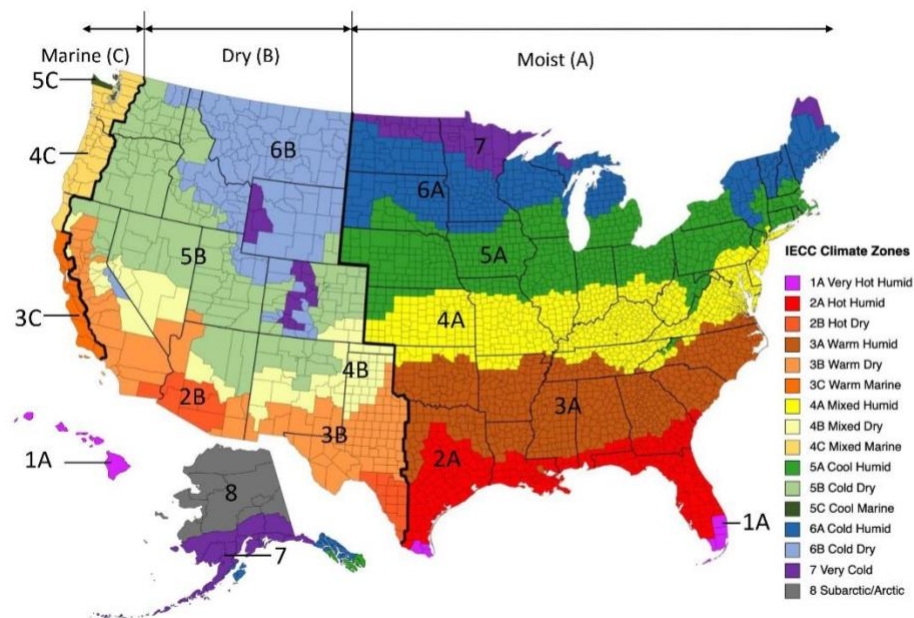 Marine (C)
Dry (B)
Moist (A)
5C
4C
6B
7
6A
5B
5A
3C
4A
4B
2B
3B
3A
2A
1A
8
7
1A
IECC Climate Zones
1A Very Hot Humid
2A Hot Humid
2B Hot Dry
3A Warm Humid
3B Warm Dry
3C Warm Marine
4A Mixed Humid
4B Mixed Dry
4C Mixed Marine
5A Cool Humid
5B Cold Dry
5C Cool Marine
6A Cold Humid
6B Cold Dry
7 Very Cold
8 Subarctic/Arctic